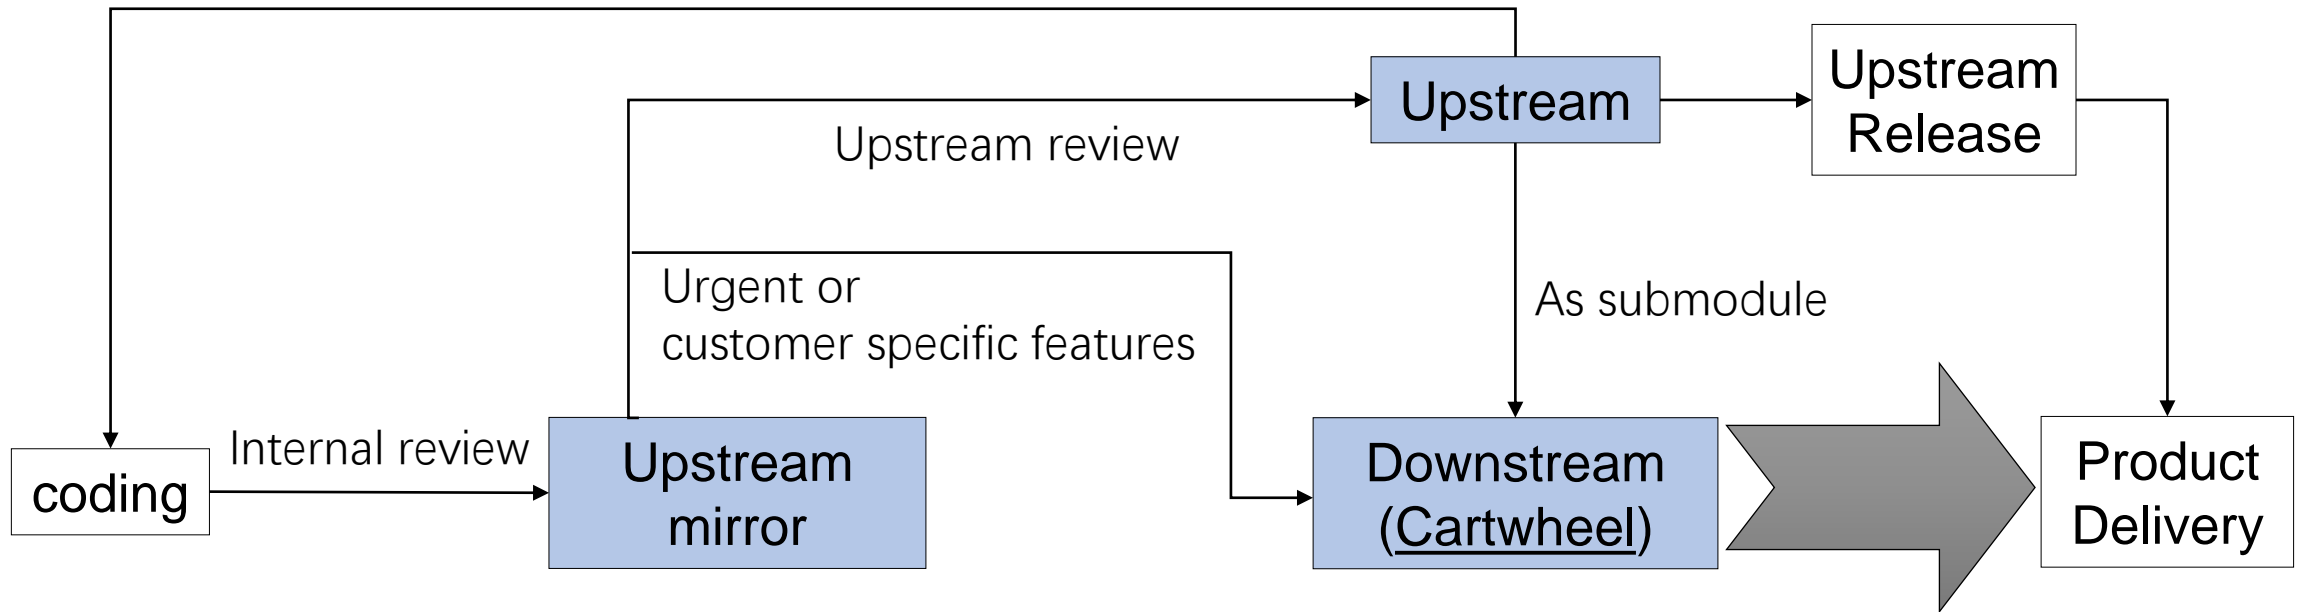 Upstream
Upstream
Release
Upstream review
Urgent or
customer specific features
As submodule
Internal review
coding
Upstream
mirror
Downstream
(Cartwheel)
Product
Delivery